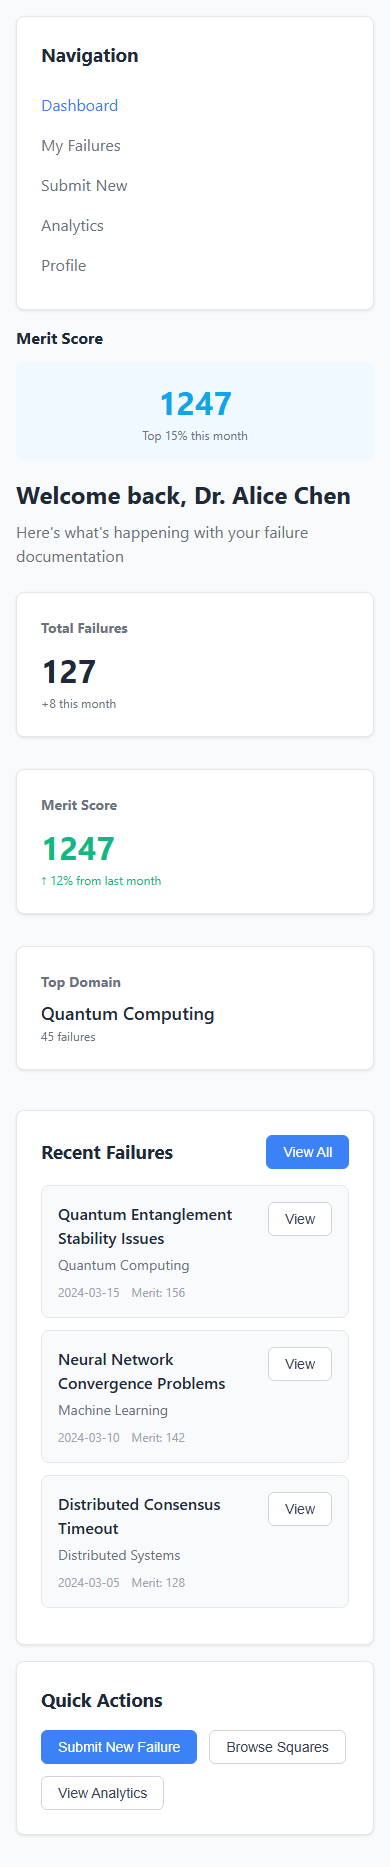 Navigation
Dashboard
My Failures
Submit New
Analytics
Profile
Merit Score
1247
Top 15% this month
Welcome back, Dr. Alice Chen
Here's what's happening with your failure
documentation
Total Failures
127
+8 this month
Merit Score
1247
↑ 12% from last month
Top Domain
Quantum Computing
45 failures
Recent Failures
View All
Quantum Entanglement
Stability Issues
View
Quantum Computing
2024-03-15 Merit: 156
Neural Network
Convergence Problems
View
Machine Learning
2024-03-10 Merit: 142
Distributed Consensus
Timeout
View
Distributed Systems
2024-03-05 Merit: 128
Quick Actions
Submit New Failure
Browse Squares
View Analytics